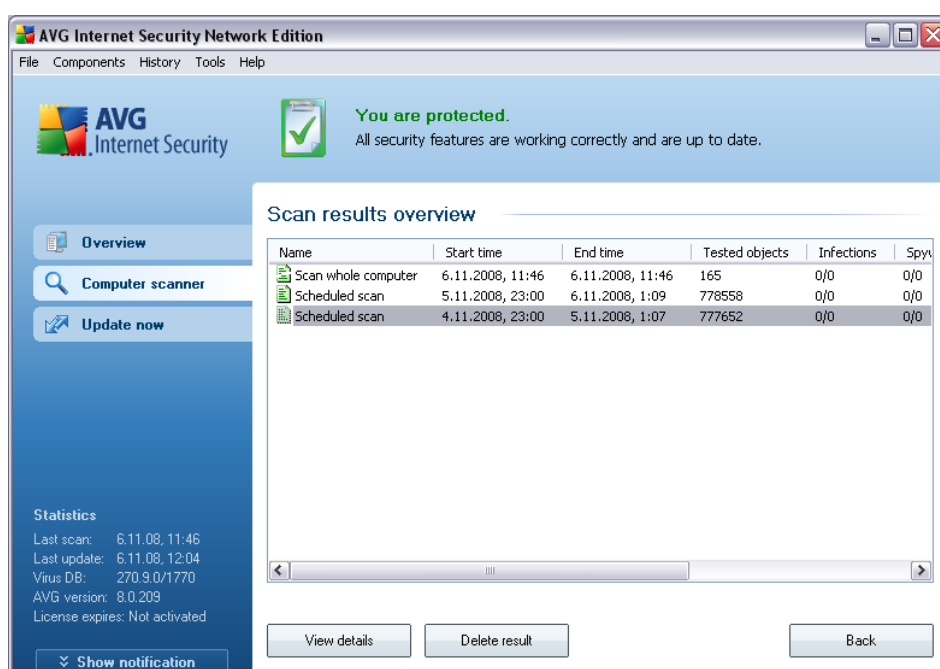 AVG Internet Security Network Edition
File Components History Tools Help
AVG
Internet Security
You are protected.
All security features are working correctly and are up to date.
Overview
Computer scanner
Update now
Scan results overview
Name Start time End time Tested objects Infections Spyw
Scan whole computer 6.11.2008, 11:46 6.11.2008, 11:46 165 0/0 0/0
Scheduled scan 5.11.2008, 23:00 6.11.2008, 1:09 778558 0/0 0/0
Scheduled scan 4.11.2008, 23:00 5.11.2008, 1:07 777652 0/0 0/0
Statistics
Last scan: 6.11.08, 11:46
Last update: 6.11.08, 12:04
Virus DB: 270.9.0/1770
AVG version: 8.0.209
License expires: Not activated
Show notification
View details Delete result Back